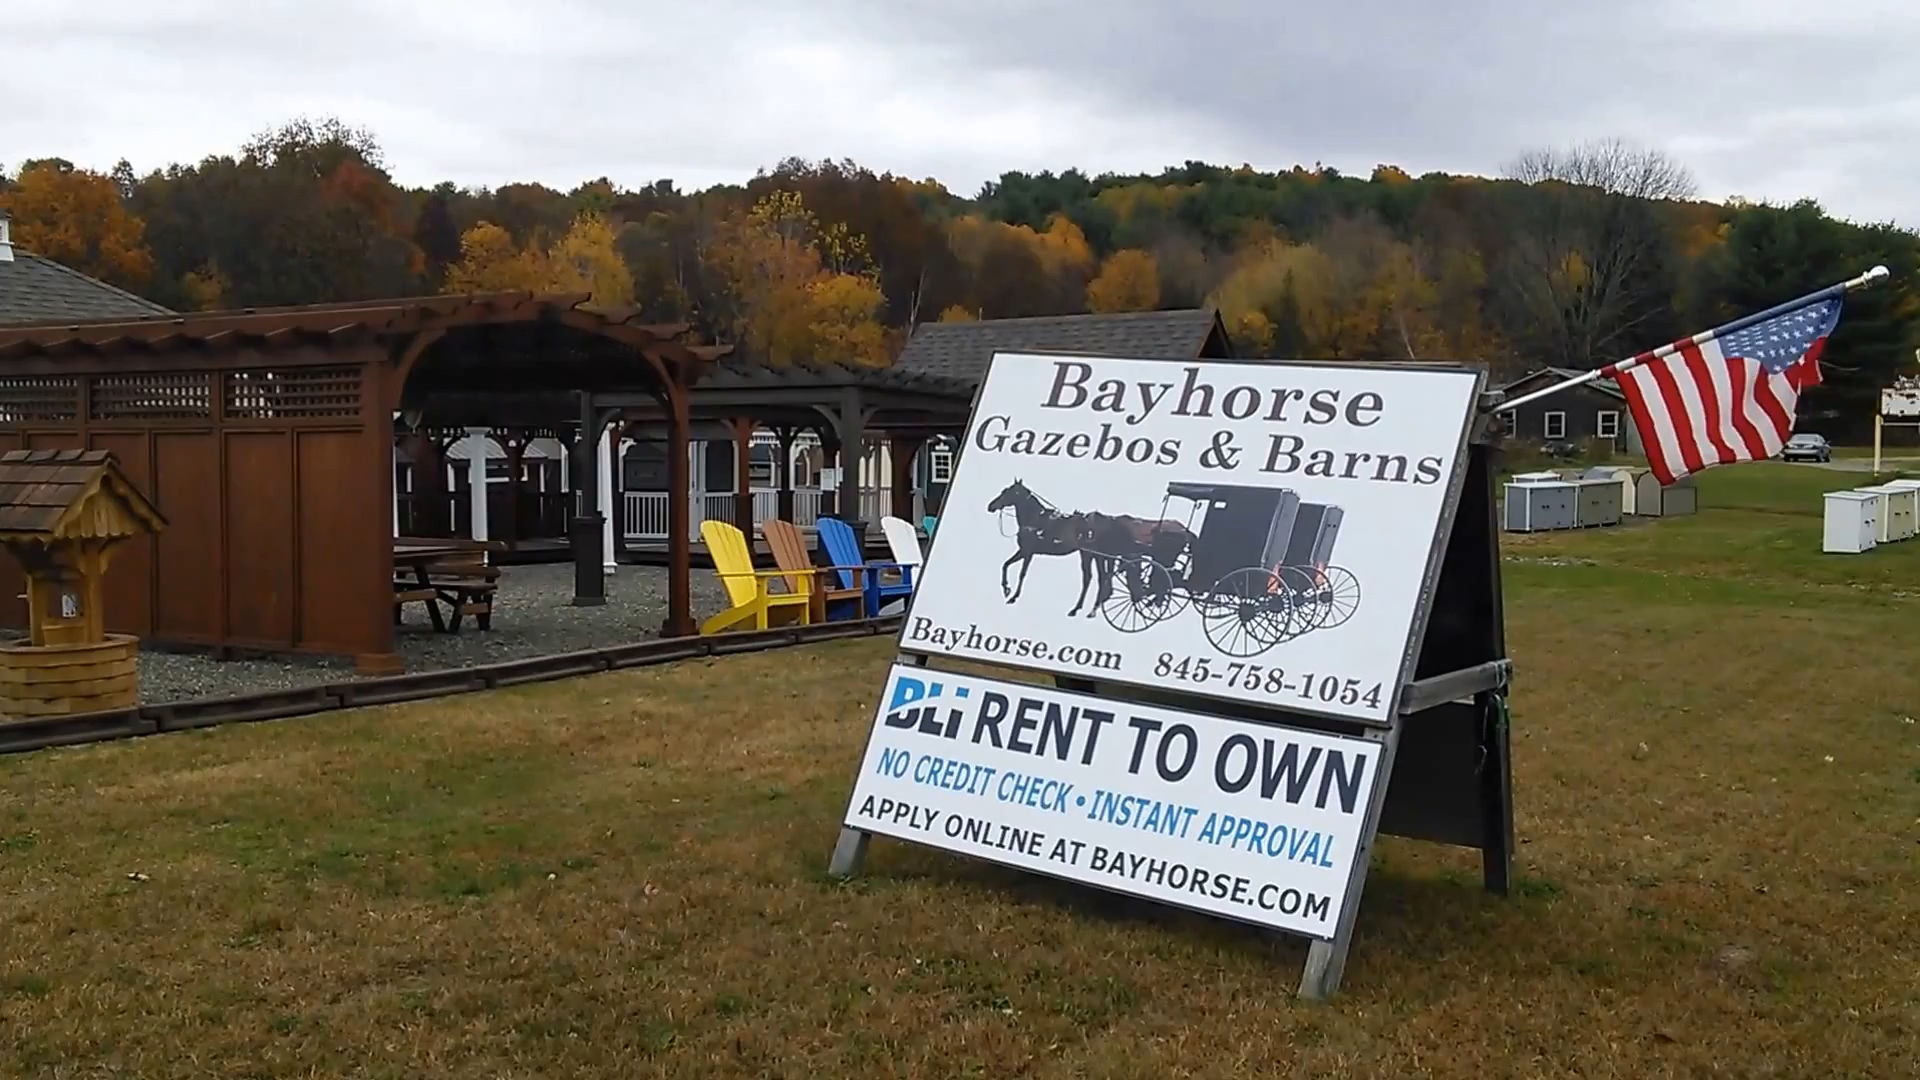 Bayhorse
Gazebos & Barns
Bayhorse.com 845-758-1054
BLi RENT TO OWN
NO CREDIT CHECK • INSTANT APPROVAL
APPLY ONLINE AT BAYHORSE.COM